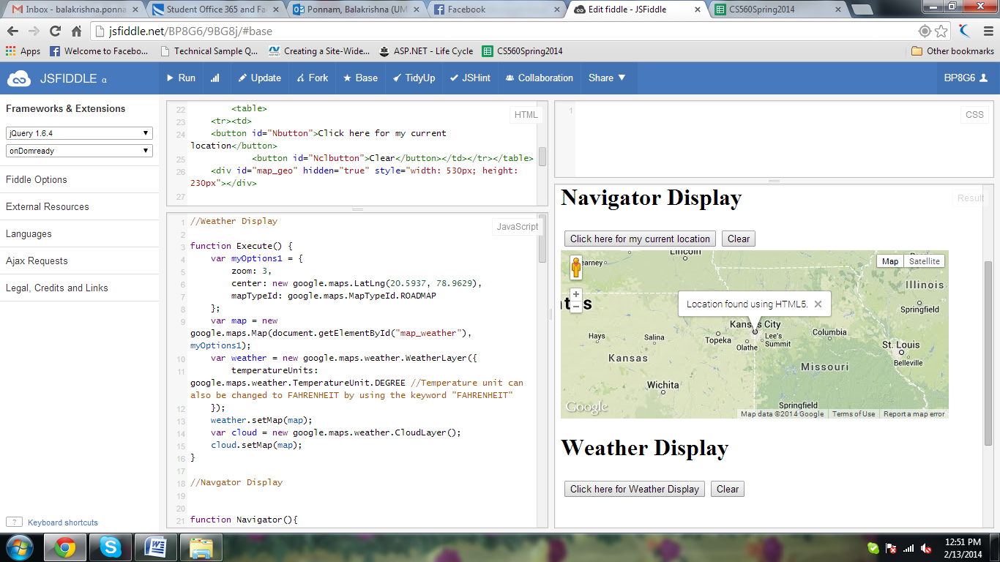 Inbox - balakrishna.ponna
Student Office 365 and Fa
Ponnam, Balakrishna (UM
Facebook
Edit fiddle - JSFiddle
CS560Spring2014
jsfiddle.net/BP8G6/9BG8j/#base
Apps
Welcome to Facebo...
Technical Sample Q...
Creating a Site-Wide...
ASP.NET - Life Cycle
CS560Spring2014
Other bookmarks
JSFIDDLE α
Run
Update
Fork
Base
TidyUp
JSHint
Collaboration
Share
BP8G6
Frameworks & Extensions
jQuery 1.6.4
onDomready
Fiddle Options
External Resources
Languages
Ajax Requests
Legal, Credits and Links
? Keyboard shortcuts
HTML
22 <table>
23 <tr><td>
24 <button id="Nbutton">Click here for my current
location</button>
25 <button id="Nclbutton">Clear</button></td></tr></table>
26 <div id="map_geo" hidden="true" style="width: 530px; height:
230px"></div>
27
JavaScript
1 //Weather Display
2
3 function Execute() {
4 var myOptions1 = {
5 zoom: 3,
6 center: new google.maps.LatLng(20.5937, 78.9629),
7 mapTypeId: google.maps.MapTypeId.ROADMAP
8 };
9 var map = new
google.maps.Map(document.getElementById("map_weather"),
myOptions1);
10 var weather = new google.maps.weather.WeatherLayer({
11 temperatureUnits:
google.maps.weather.TemperatureUnit.DEGREE //Temperature unit can
also be changed to FAHRENHEIT by using the keyword "FAHRENHEIT"
12 });
13 weather.setMap(map);
14 var cloud = new google.maps.weather.CloudLayer();
15 cloud.setMap(map);
16 }
17
18 //Navgator Display
19
20
21 function Navigator(){
1
CSS
Result
Navigator Display
Click here for my current location
Clear
Lincoln
earney
Map
Satellite
Illinois
Springfield
tes
Location found using HTML5.
Kansas City
Hays
Salina
Topeka
Olathe
Lee's
Summit
Columbia
St. Louis
Belleville
Kansas
Missouri
Wichita
Springfield
Google
Map data ©2014 Google
Terms of Use
Report a map error
Weather Display
Click here for Weather Display
Clear
12:51 PM
2/13/2014